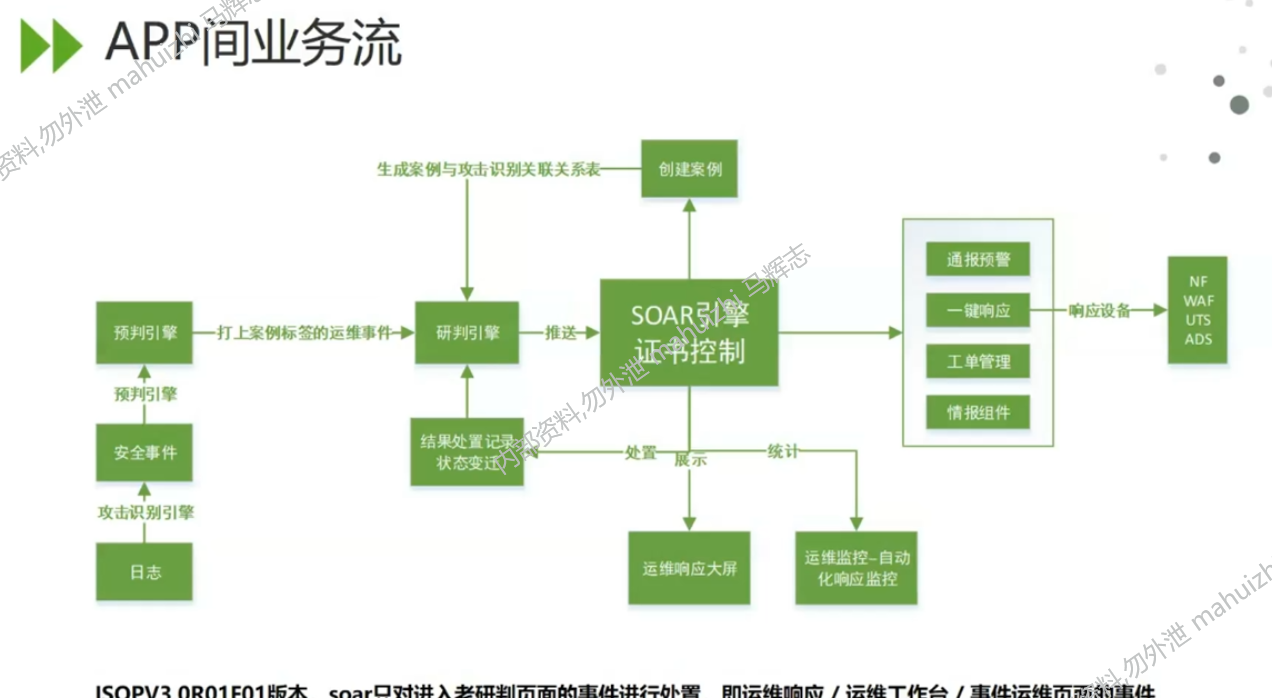 APP间业务流
生成案例与攻击识别关联关系表
创建案例
预判引擎
打上案例标签的运维事件
研判引擎
推送
SOAR引擎
证书控制
通报预警
一键响应
工单管理
情报组件
响应设备
NF
WAF
UTS
ADS
预判引擎
安全事件
攻击识别引擎
日志
结果处置记录
状态变迁
处置
展示
统计
运维响应大屏
运维监控-自动
化响应监控
ISOPV3.0R01F01版本，soar只对进入者研判页面的事件进行处置，即运维响应 / 运维工作台 / 事件运维页面的事件
资料,勿外泄 mahuizhi 马辉志
内部资料,勿外泄 mahuizhi 马辉志
资料,勿外泄 mahuizhi